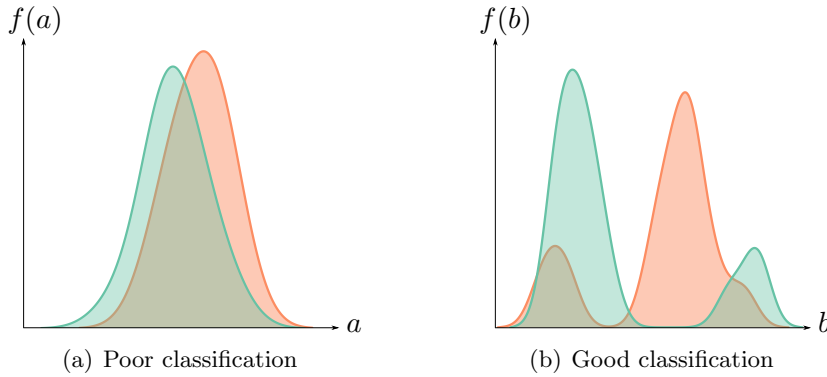 f(a)
f(b)
a
b
(a) Poor classification
(b) Good classification